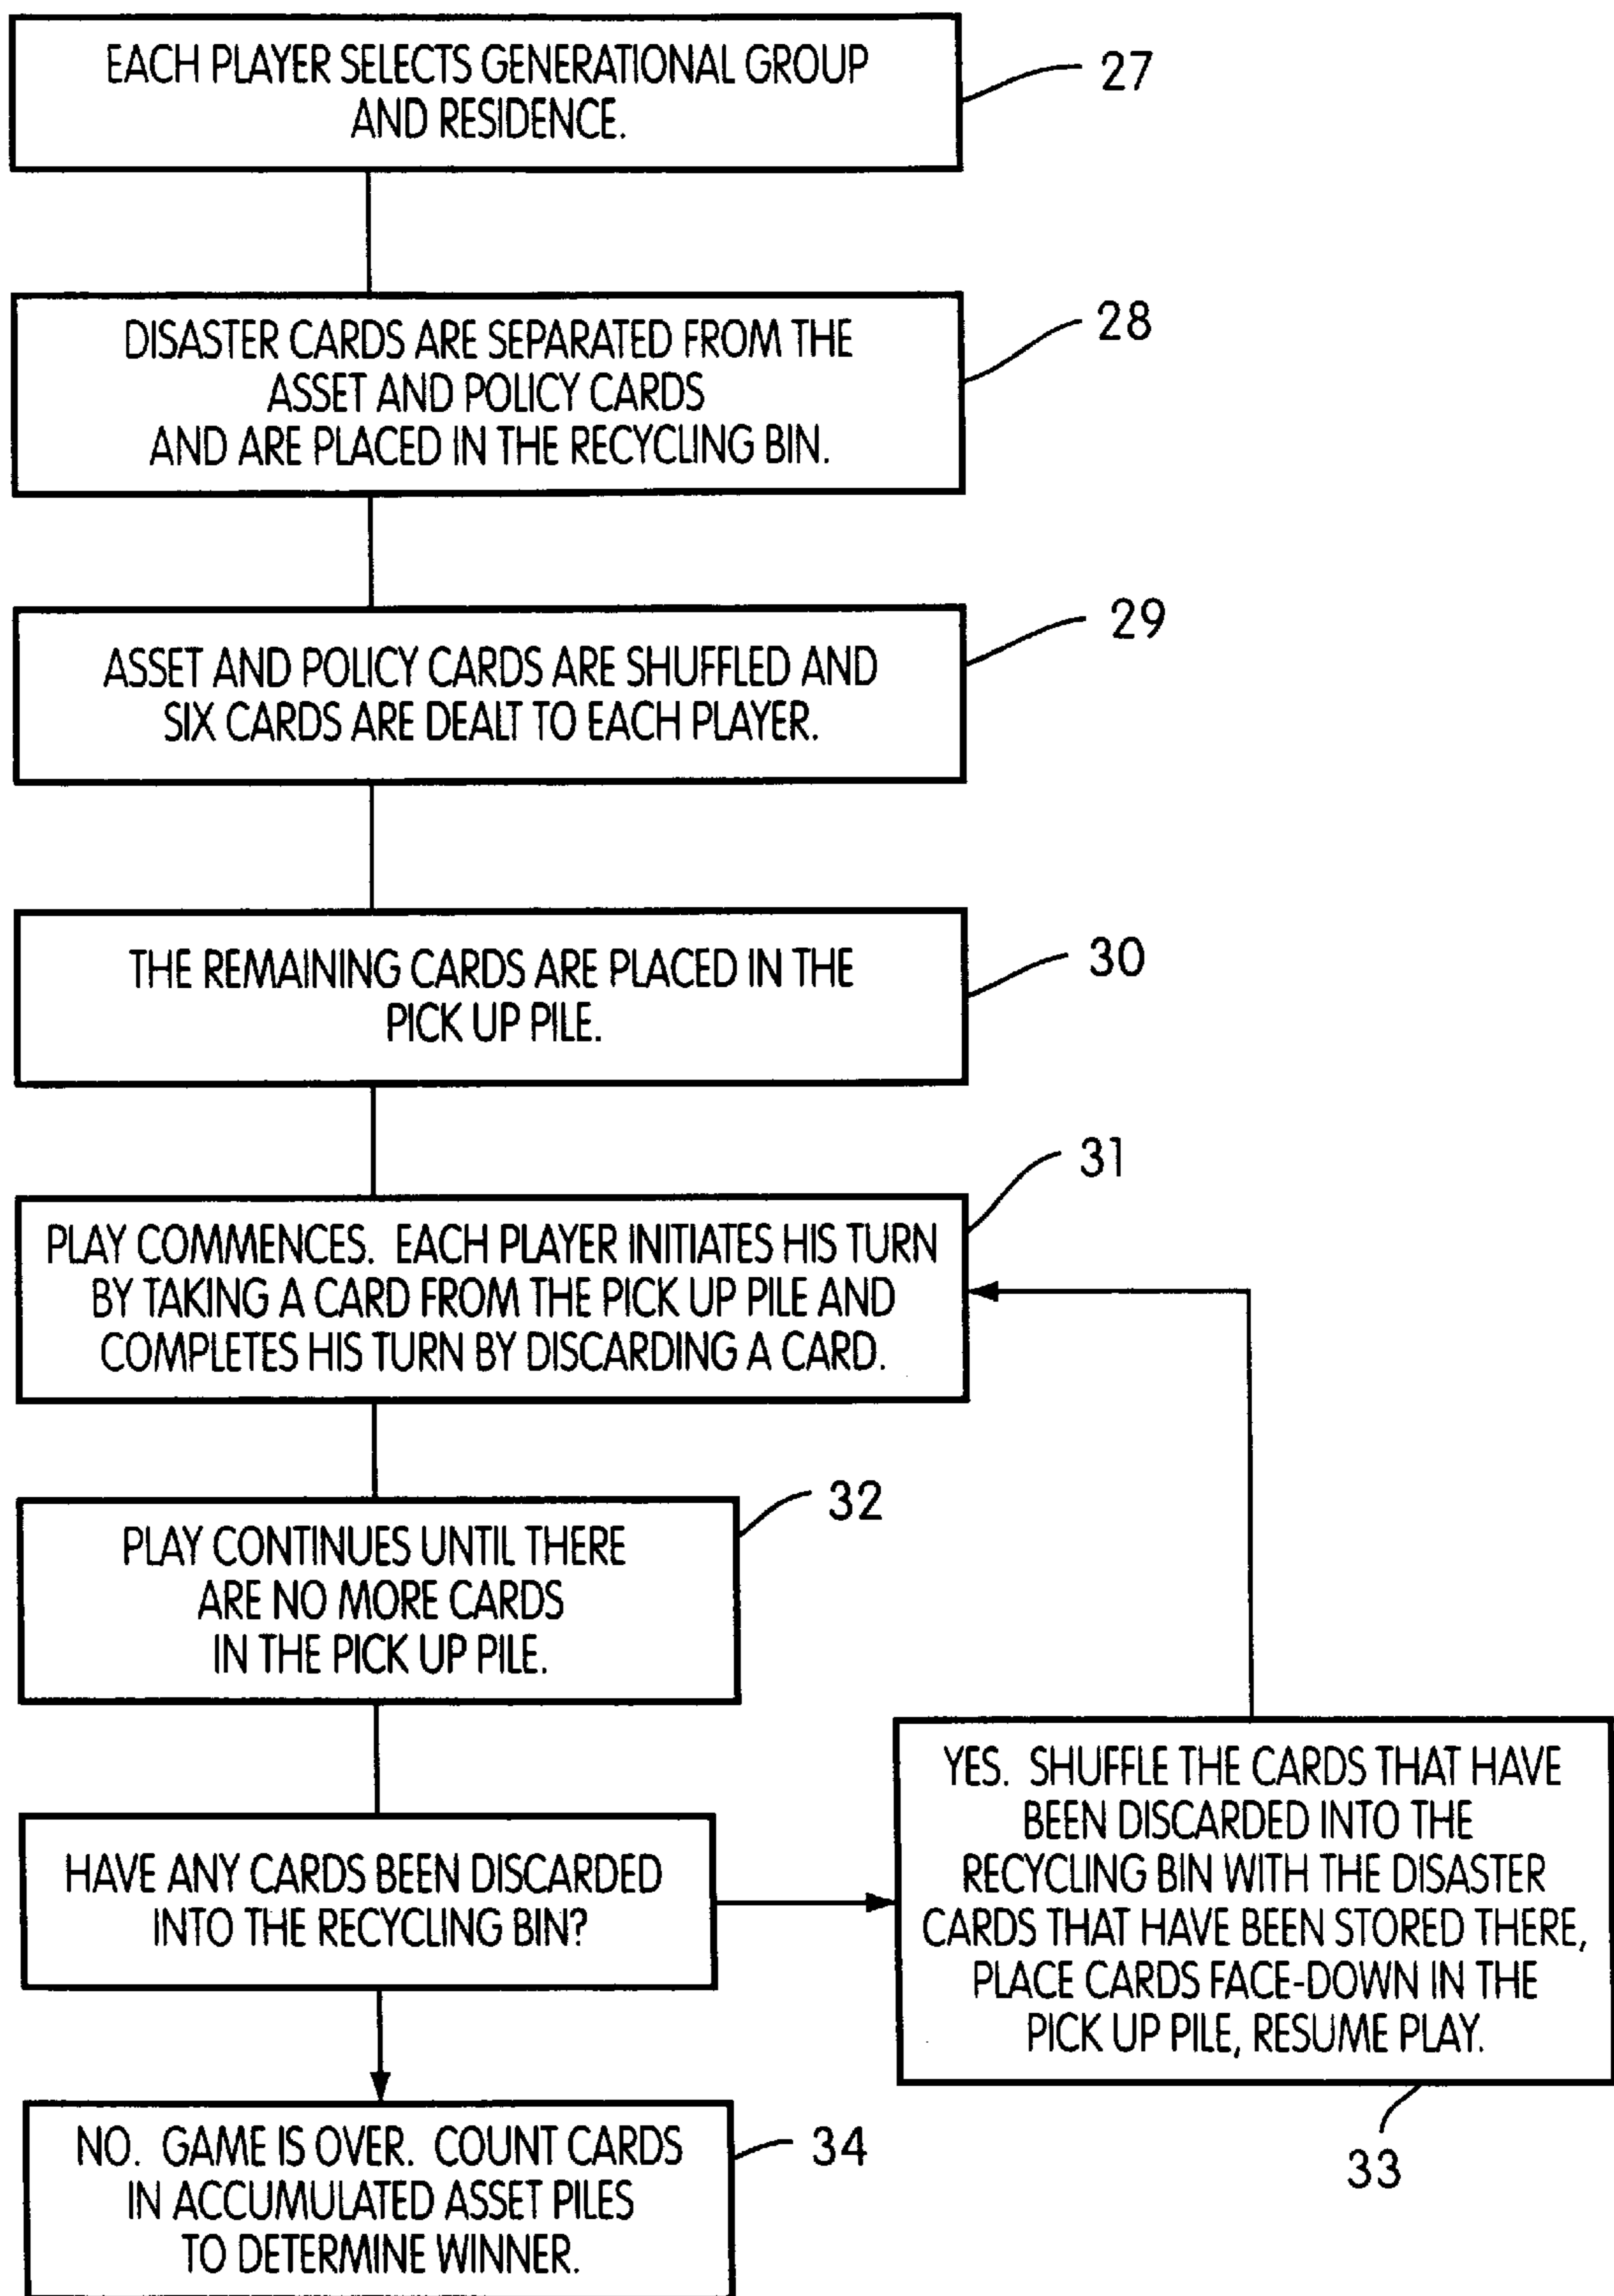 EACH PLAYER SELECTS GENERATIONAL GROUP
AND RESIDENCE.
27
DISASTER CARDS ARE SEPARATED FROM THE
ASSET AND POLICY CARDS
AND ARE PLACED IN THE RECYCLING BIN.
28
ASSET AND POLICY CARDS ARE SHUFFLED AND
SIX CARDS ARE DEALT TO EACH PLAYER.
29
THE REMAINING CARDS ARE PLACED IN THE
PICK UP PILE.
30
PLAY COMMENCES. EACH PLAYER INITIATES HIS TURN
BY TAKING A CARD FROM THE PICK UP PILE AND
COMPLETES HIS TURN BY DISCARDING A CARD.
31
PLAY CONTINUES UNTIL THERE
ARE NO MORE CARDS
IN THE PICK UP PILE.
32
HAVE ANY CARDS BEEN DISCARDED
INTO THE RECYCLING BIN?
YES. SHUFFLE THE CARDS THAT HAVE
BEEN DISCARDED INTO THE
RECYCLING BIN WITH THE DISASTER
CARDS THAT HAVE BEEN STORED THERE,
PLACE CARDS FACE-DOWN IN THE
PICK UP PILE, RESUME PLAY.
33
NO. GAME IS OVER. COUNT CARDS
IN ACCUMULATED ASSET PILES
TO DETERMINE WINNER.
34